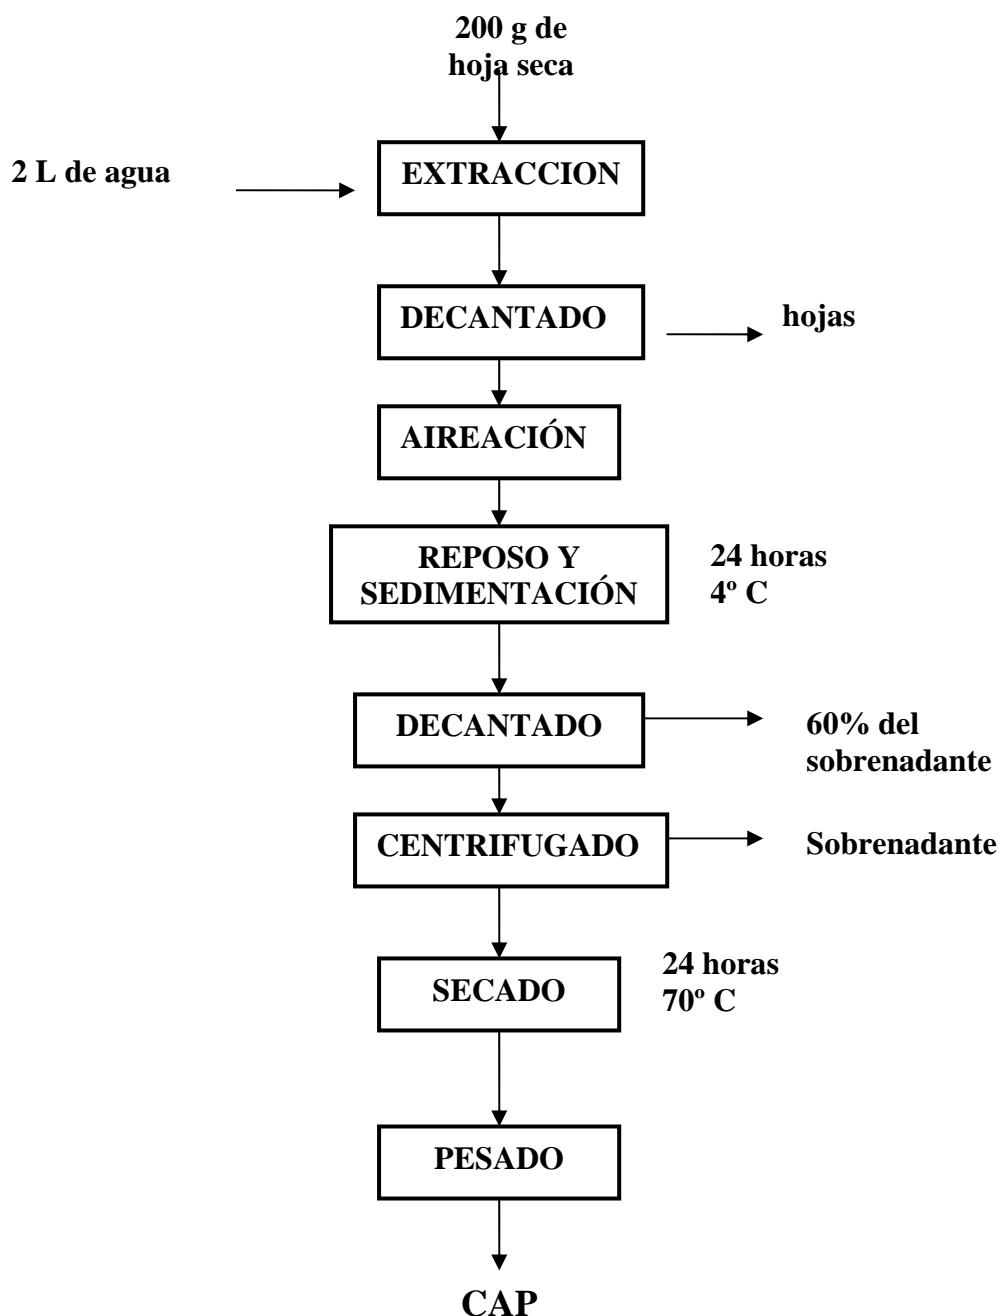 200 g de
hoja seca
2 L de agua
EXTRACCION
DECANTADO
hojas
AIREACIÓN
REPOSO Y
SEDIMENTACIÓN
24 horas
4º C
DECANTADO
60% del
sobrenadante
CENTRIFUGADO
Sobrenadante
SECADO
24 horas
70º C
PESADO
CAP